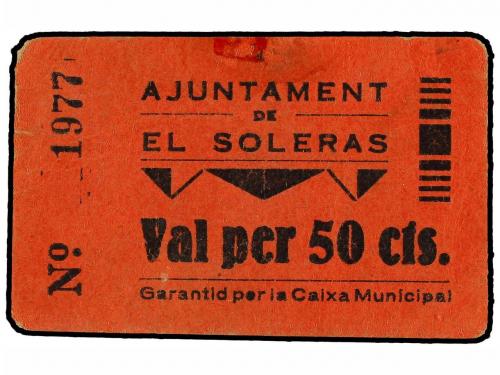 AJUNTAMENT
DE
EL SOLERAS
Val per 50 cts.
Garantid per la Caixa Municipal
Nº 1977